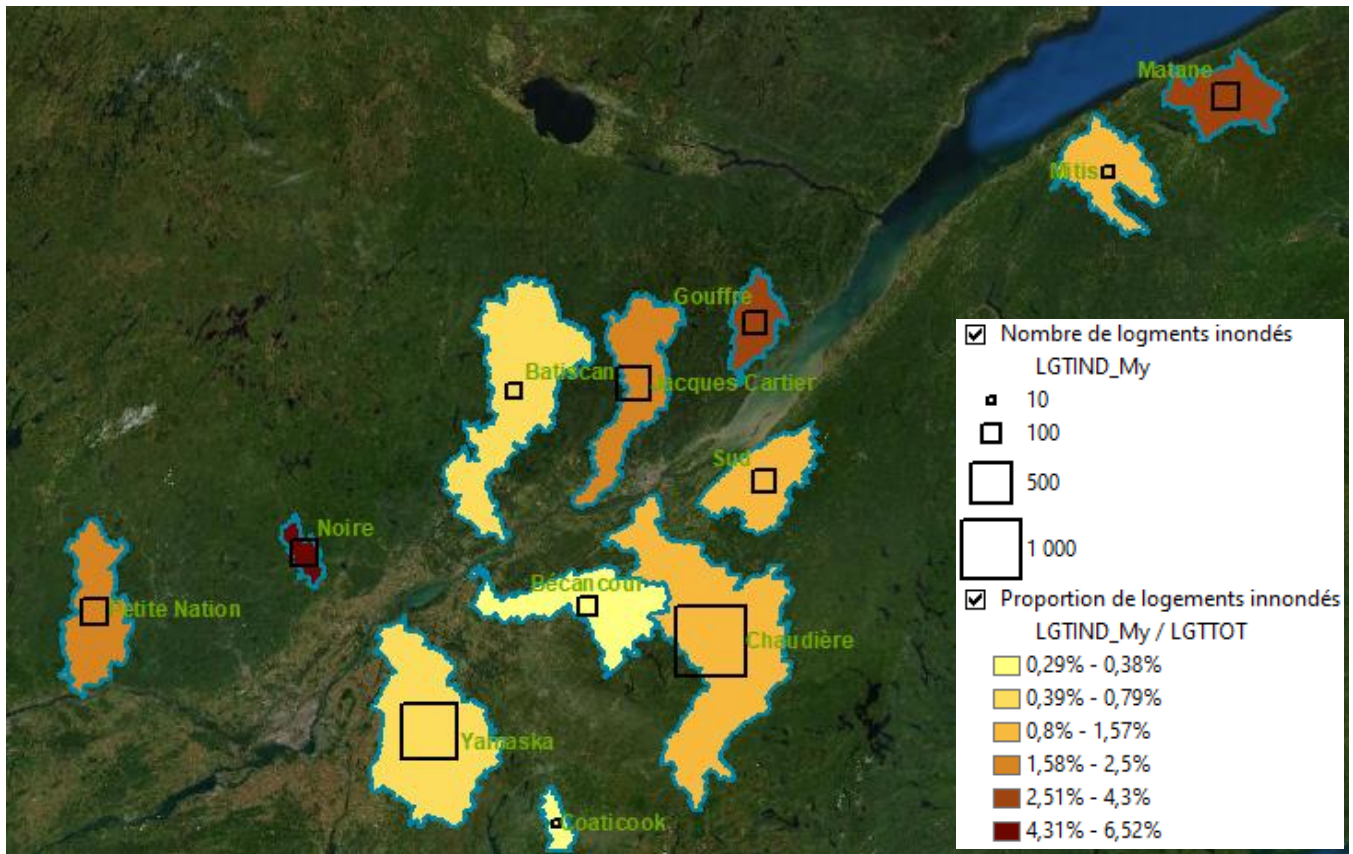 Matane
Mitis
Gouffre
Batiscan
Jacques Cartier
Sud
Noire
Petite Nation
Bécancour
Chaudière
Yamaska
Coaticook
Nombre de logments inondés
LGTIND_My
10
100
500
1 000
Proportion de logements innondés
LGTIND_My / LGTTOT
0,29% - 0,38%
0,39% - 0,79%
0,8% - 1,57%
1,58% - 2,5%
2,51% - 4,3%
4,31% - 6,52%